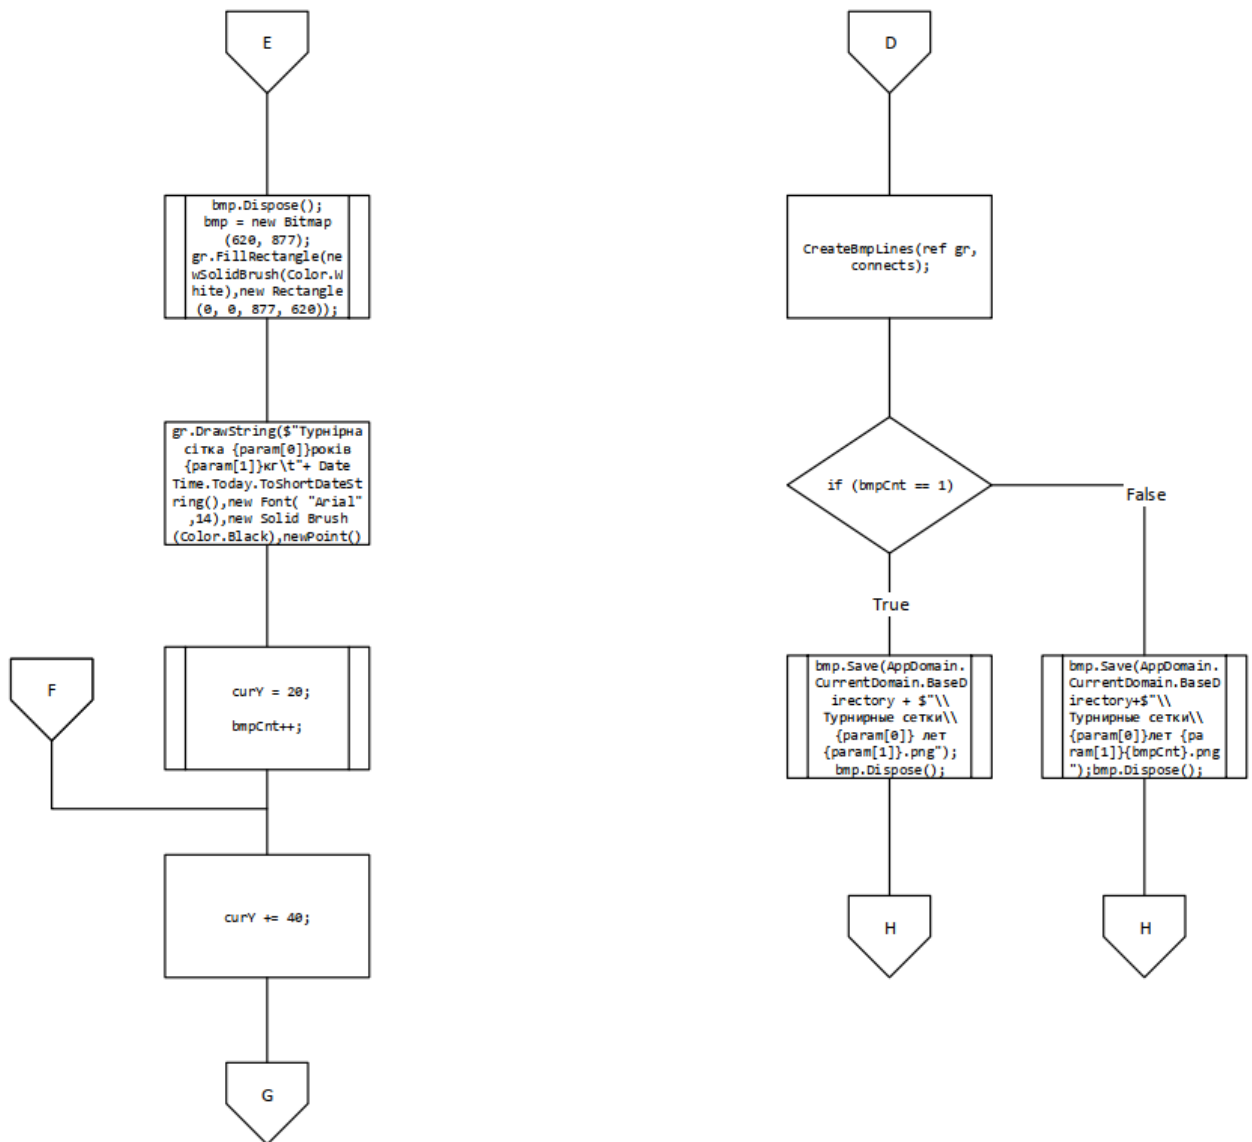 E
bmp.Dispose();
bmp = new Bitmap
(620, 877);
gr.FillRectangle(ne
wSolidBrush(Color.W
hite),new Rectangle
(0, 0, 877, 620));
gr.DrawString($"Турнірна
сітка {param[0]}років
{param[1]}кг\t"+ Date
Time.Today.ToShortDateSt
ring(),new Font( "Arial"
,14),new Solid Brush
(Color.Black),newPoint()
F
curY = 20;
bmpCnt++;
curY += 40;
G
D
CreateBmpLines(ref gr,
connects);
if (bmpCnt == 1)
False
True
bmp.Save(AppDomain.
CurrentDomain.BaseD
irectory + $"\\
Турнирные сетки\\
{param[0]} лет
{param[1]}.png");
bmp.Dispose();
bmp.Save(AppDomain.
CurrentDomain.BaseD
irectory+$"\\
Турнирные сетки\\
{param[0]}лет {pa
ram[1]}{bmpCnt}.png
");bmp.Dispose();
H
H